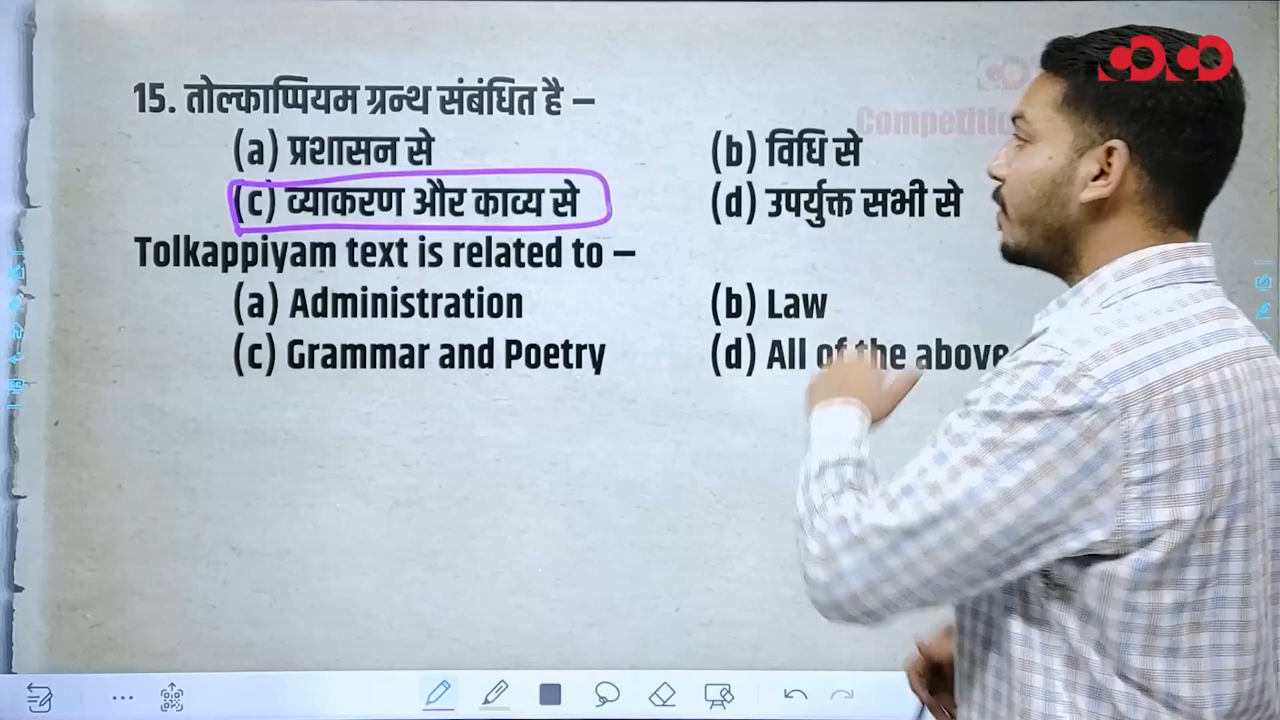 15. तोल्काप्पियम ग्रन्थ संबंधित है –
(a) प्रशासन से (b) विधि से
(c) व्याकरण और काव्य से (d) उपर्युक्त सभी से
Tolkappiyam text is related to –
(a) Administration (b) Law
(c) Grammar and Poetry (d) All of the above